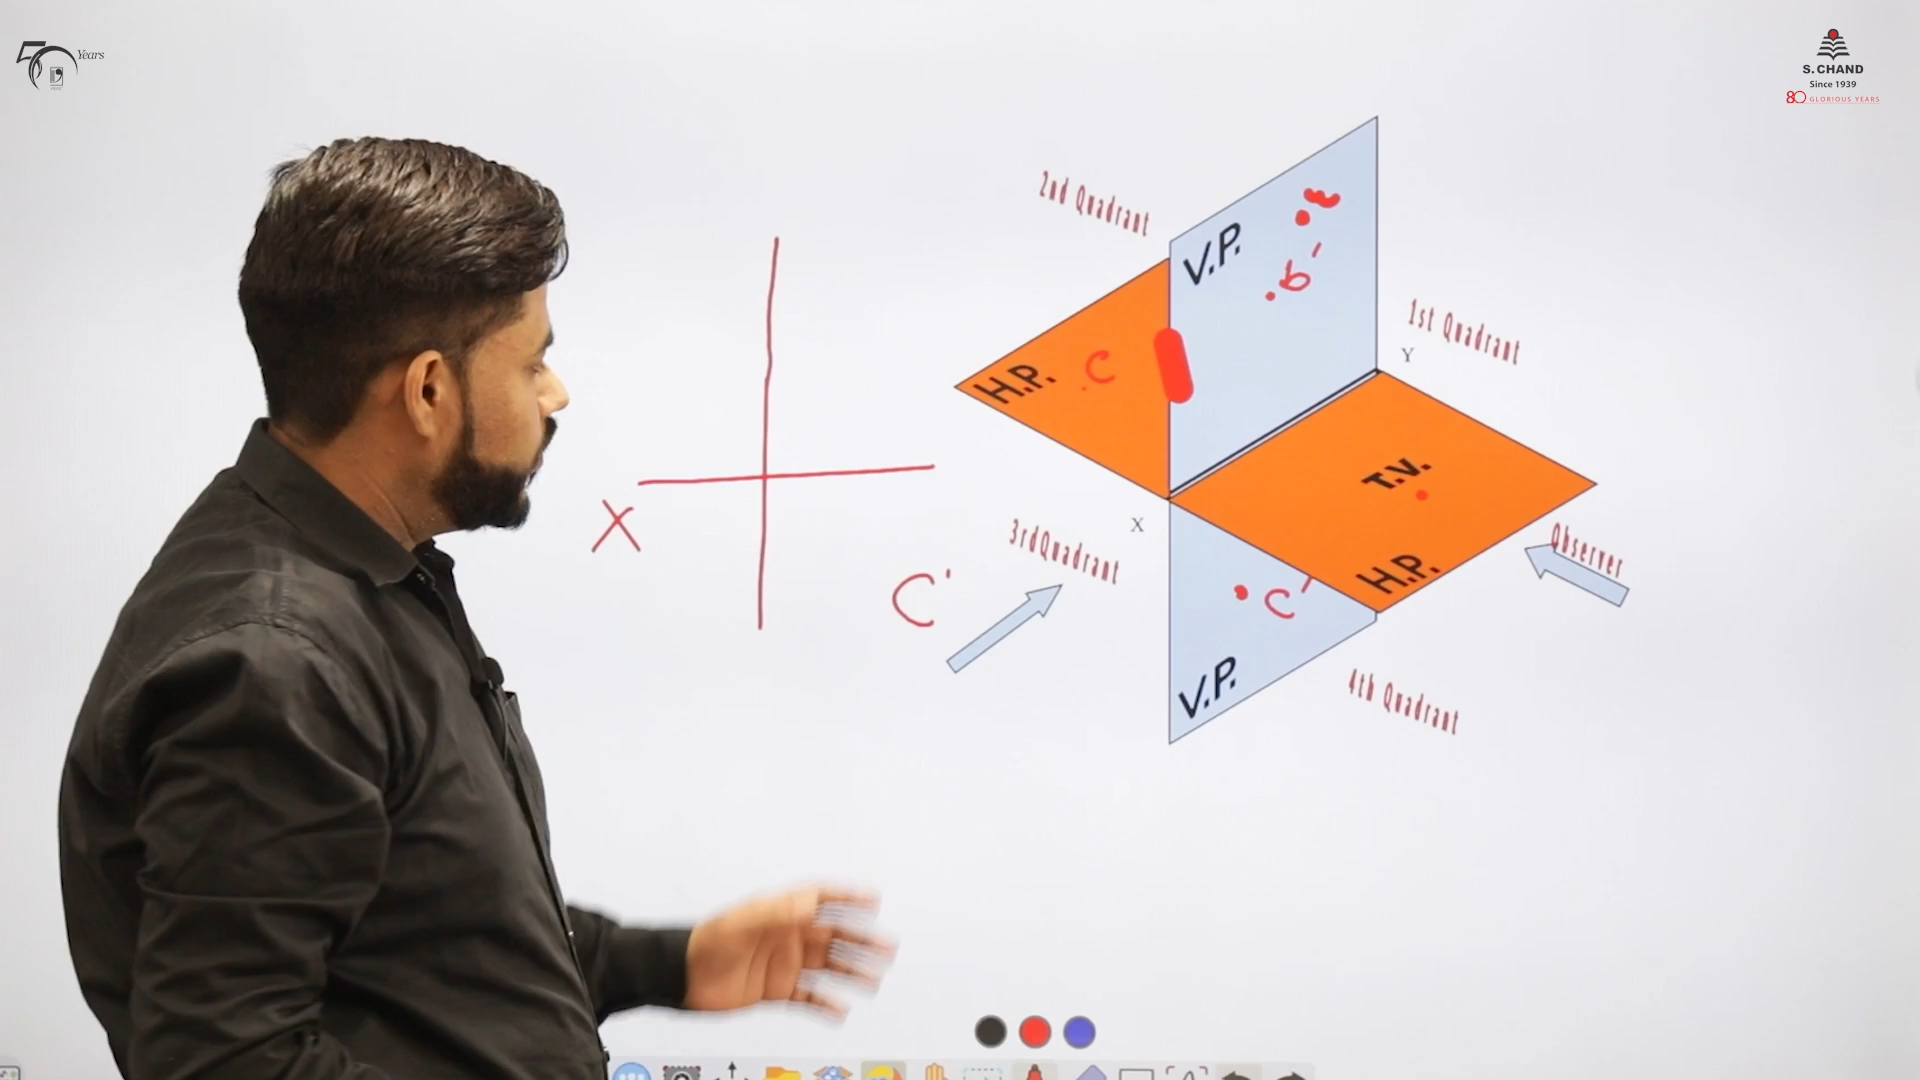 50 Years
S. CHAND
Since 1939
80 GLORIOUS YEARS
2nd Quadrant
V.P.
b'
1st Quadrant
Y
H.P.
C
T.V.
X
X
3rdQuadrant
Observer
C'
C'
H.P.
V.P.
4th Quadrant